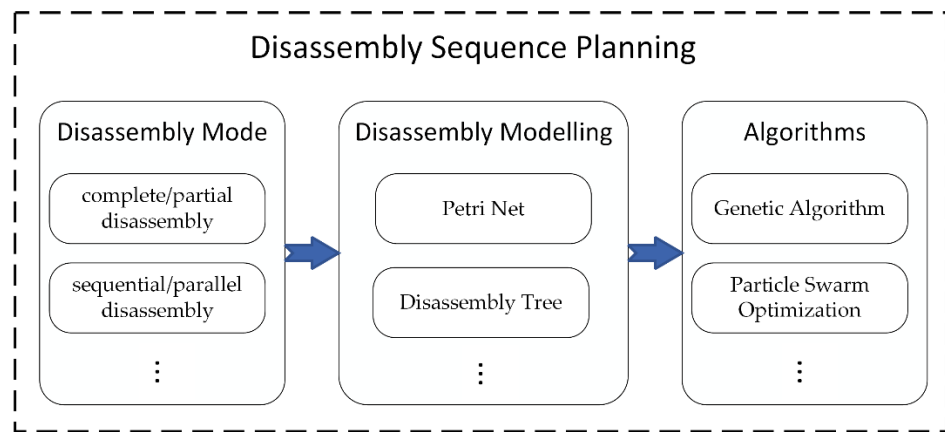 Disassembly Sequence Planning
Disassembly Mode
complete/partial
disassembly
sequential/parallel
disassembly
⋮
Disassembly Modelling
Petri Net
Disassembly Tree
⋮
Algorithms
Genetic Algorithm
Particle Swarm
Optimization
⋮